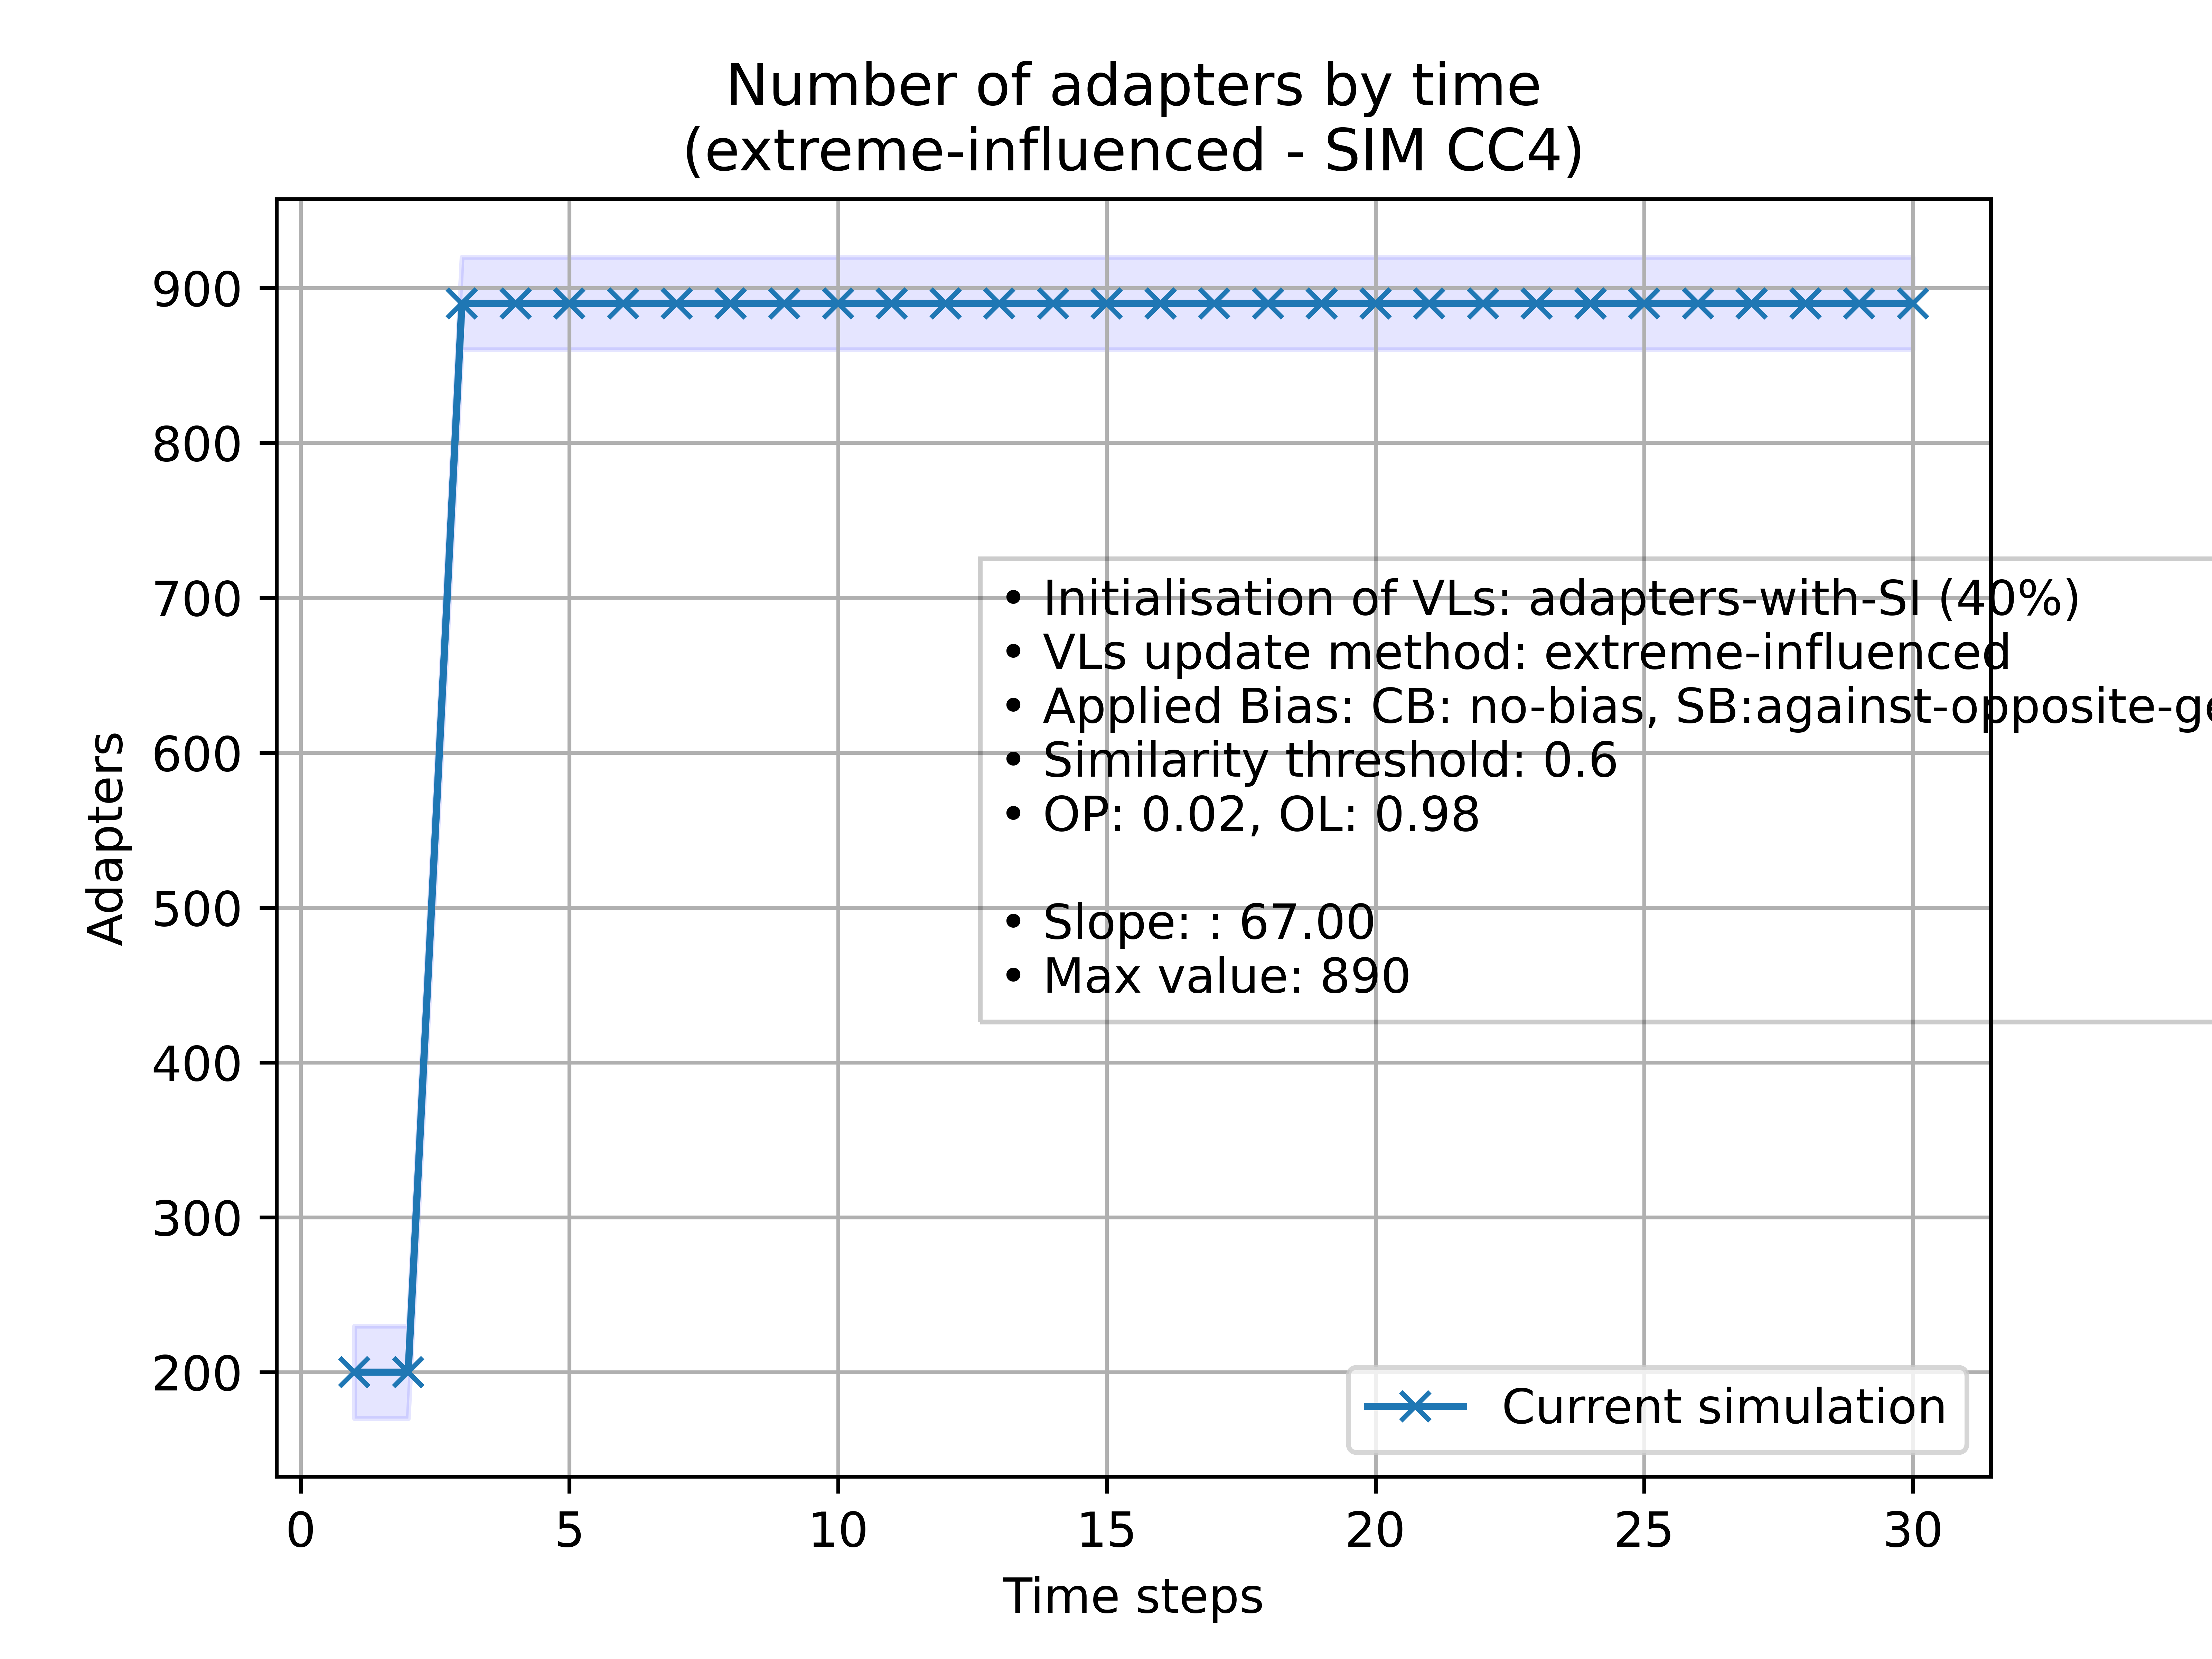 Number of adapters by time
(extreme-influenced - SIM CC4)
Adapters
900
800
700
600
500
400
300
200
• Initialisation of VLs: adapters-with-SI (40%)
• VLs update method: extreme-influenced
• Applied Bias: CB: no-bias, SB:against-opposite-ge
• Similarity threshold: 0.6
• OP: 0.02, OL: 0.98
• Slope: : 67.00
• Max value: 890
Current simulation
0 5 10 15 20 25 30
Time steps